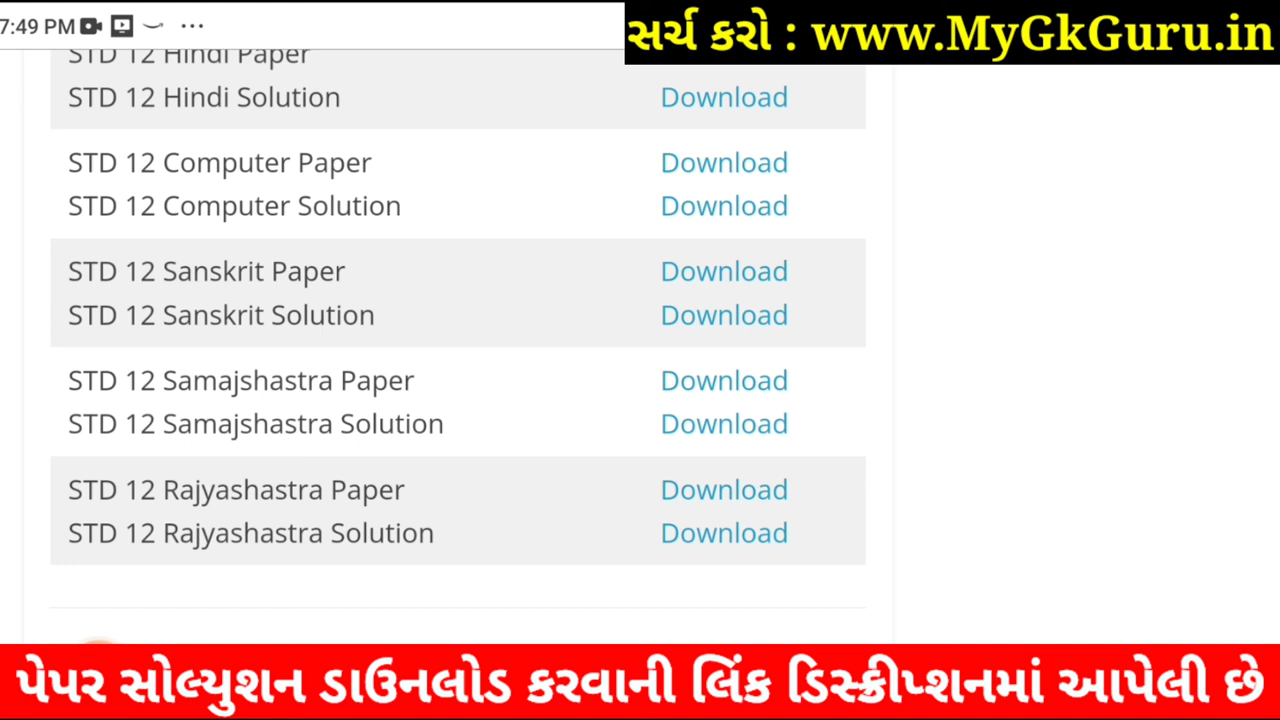 7:49 PM
સર્ચ કરો : www.MyGkGuru.in
STD 12 Hindi Paper
STD 12 Hindi Solution Download
STD 12 Computer Paper Download
STD 12 Computer Solution Download
STD 12 Sanskrit Paper Download
STD 12 Sanskrit Solution Download
STD 12 Samajshastra Paper Download
STD 12 Samajshastra Solution Download
STD 12 Rajyashastra Paper Download
STD 12 Rajyashastra Solution Download
પેપર સોલ્યુશન ડાઉનલોડ કરવાની લિંક ડિસ્ક્રીપ્શનમાં આપેલી છે